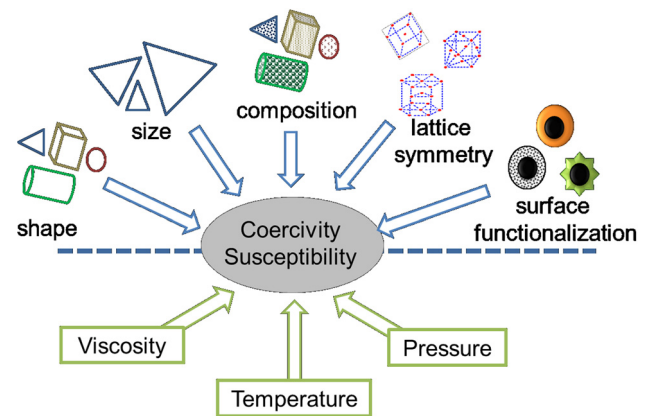 composition
size
lattice
symmetry
shape
surface
functionalization
Coercivity
Susceptibility
Viscosity
Pressure
Temperature